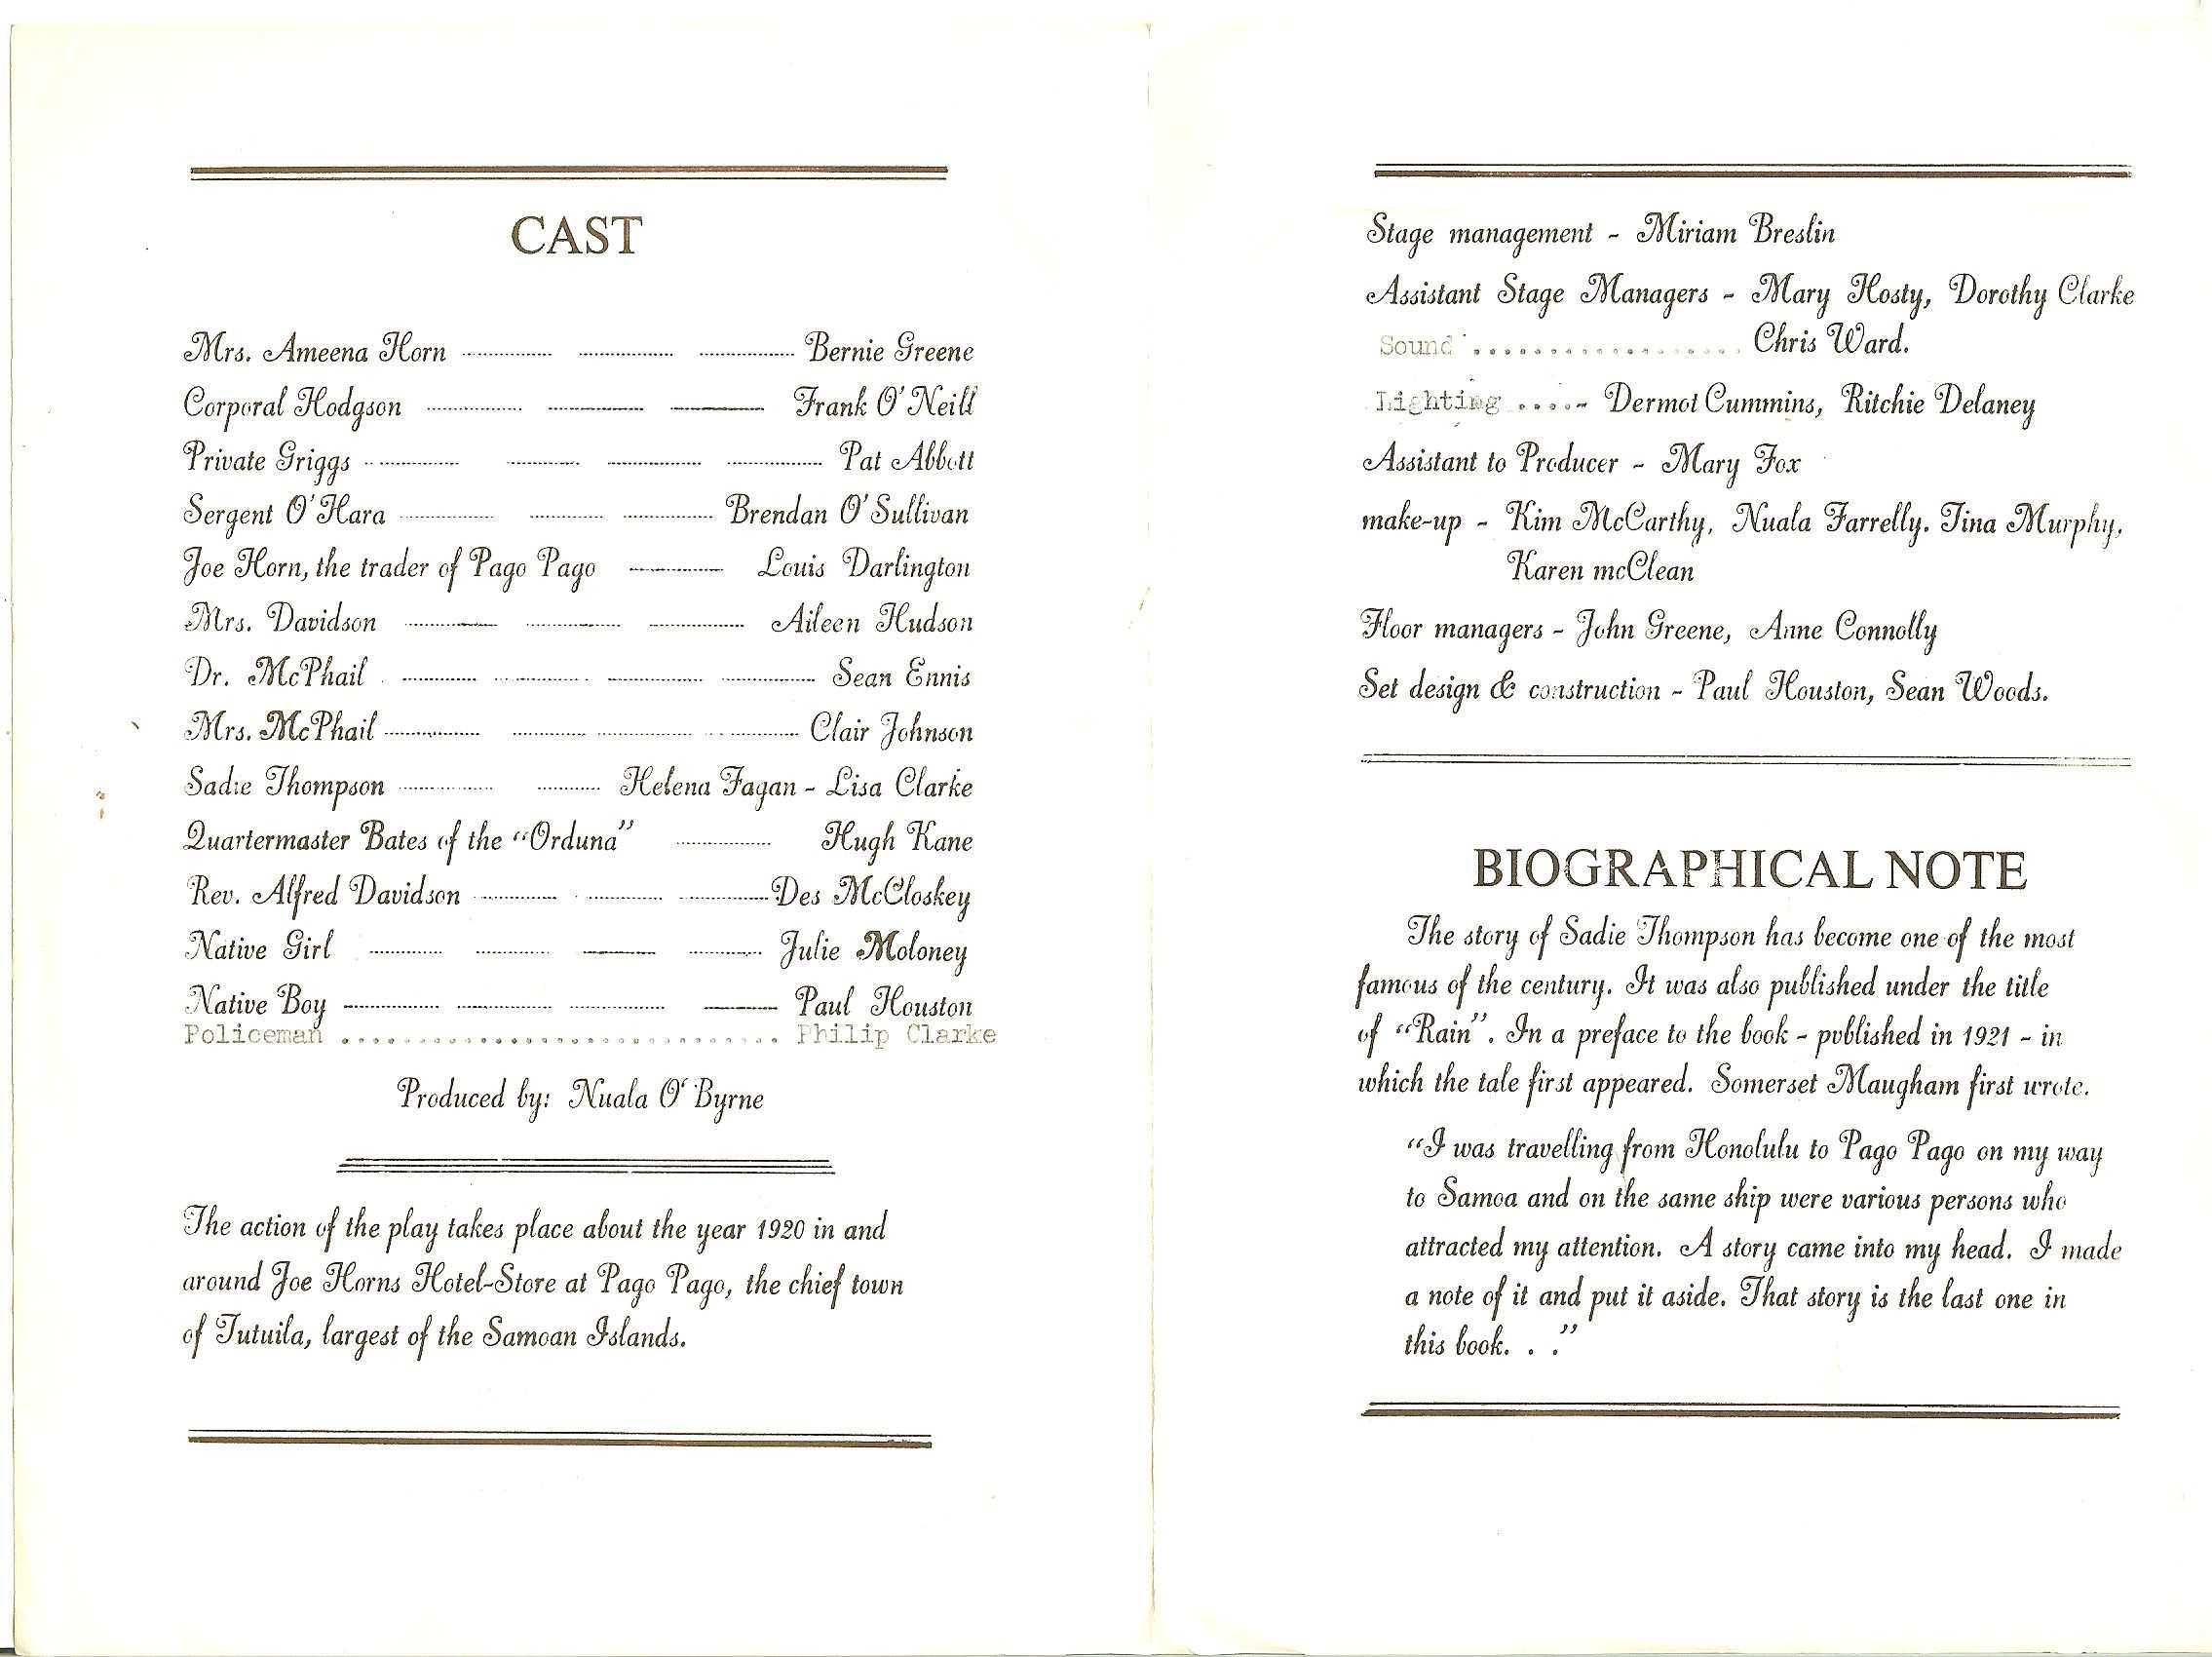 CAST
Mrs. Ameena Horn ............ ............ ............ Bernie Greene
Corporal Hodgson ............ ............ ............ Frank O'Neill
Private Griggs ............ ............ ............ ............ Pat Abbott
Sergent O'Hara ............ ............ ............ Brendan O'Sullivan
Joe Horn, the trader of Pago Pago ............ Louis Darlington
Mrs. Davidson ............ ............ ............ Aileen Hudson
Dr. McPhail ............ ............ ............ ............ Sean Ennis
Mrs. McPhail ............ ............ ............ ............ Clair Johnson
Sadie Thompson ............ ............ Helena Fagan - Lisa Clarke
Quartermaster Bates of the "Orduna" ............ Hugh Kane
Rev. Alfred Davidson ............ ............ ............ Des McCloskey
Native Girl ............ ............ ............ ............ Julie Moloney
Native Boy ............ ............ ............ ............ Paul Houston
Policeman ............................. Philip Clarke
Produced by: Nuala O'Byrne
The action of the play takes place about the year 1920 in and
around Joe Horns Hotel-Store at Pago Pago, the chief town
of Tutuila, largest of the Samoan Islands.
Stage management - Miriam Breslin
Assistant Stage Managers - Mary Hosty, Dorothy Clarke
Sound .................. Chris Ward.
Lighting ....- Dermot Cummins, Ritchie Delaney
Assistant to Producer - Mary Fox
make-up - Kim McCarthy, Nuala Farrelly. Tina Murphy,
Karen mcClean
Floor managers - John Greene, Anne Connolly
Set design & construction - Paul Houston, Sean Woods.
BIOGRAPHICAL NOTE
The story of Sadie Thompson has become one of the most
famous of the century. It was also published under the title
of "Rain". In a preface to the book - pvblished in 1921 - in
which the tale first appeared. Somerset Maugham first wrote.
"I was travelling from Honolulu to Pago Pago on my way
to Samoa and on the same ship were various persons who
attracted my attention. A story came into my head. I made
a note of it and put it aside. That story is the last one in
this book. . ."